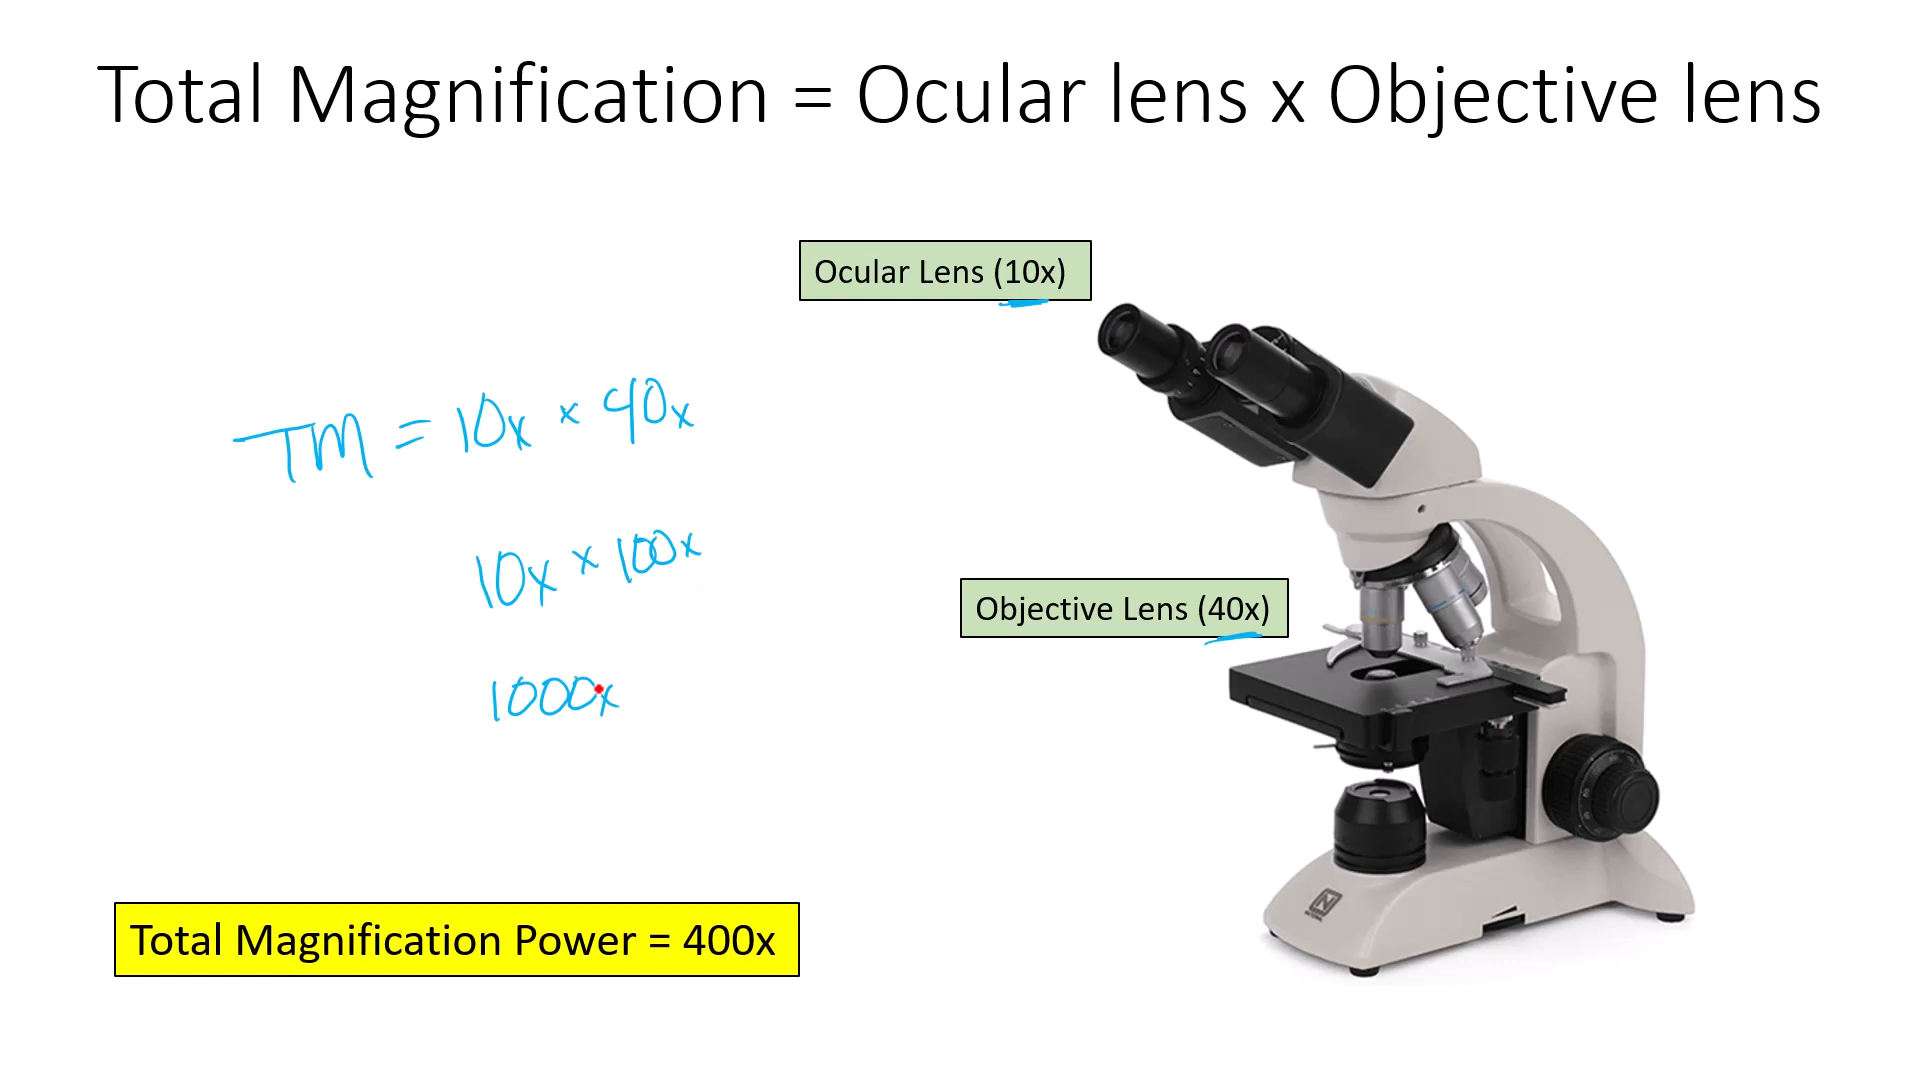 Total Magnification = Ocular lens x Objective lens
Ocular Lens (10x)
TM = 10x x 40x
10x x 100x
Objective Lens (40x)
1000x
Total Magnification Power = 400x